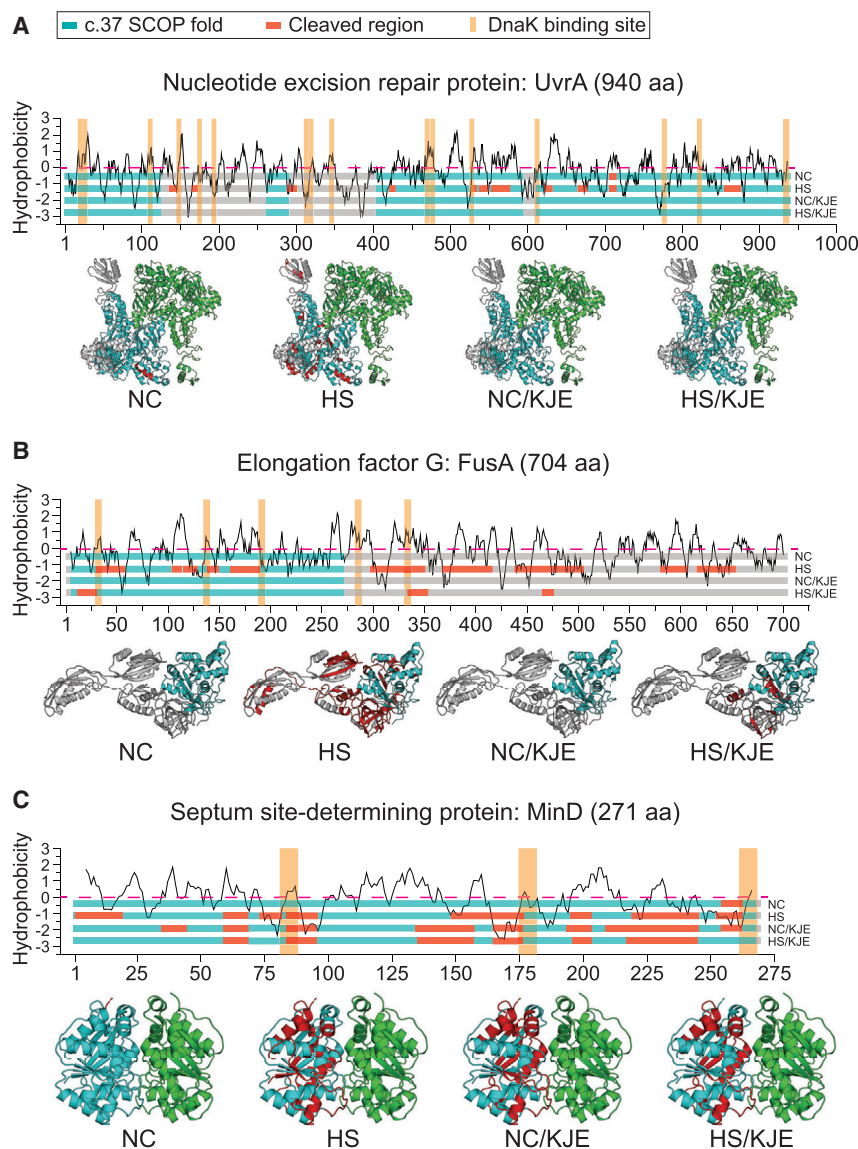 A
c.37 SCOP fold Cleaved region DnaK binding site
Nucleotide excision repair protein: UvrA (940 aa)
Hydrophobicity
3
2
1
0
-1
-2
-3
NC
HS
NC/KJE
HS/KJE
1 100 200 300 400 500 600 700 800 900 1000
NC HS NC/KJE HS/KJE
B
Elongation factor G: FusA (704 aa)
Hydrophobicity
3
2
1
0
-1
-2
-3
NC
HS
NC/KJE
HS/KJE
1 50 100 150 200 250 300 350 400 450 500 550 600 650 700
NC HS NC/KJE HS/KJE
C
Septum site-determining protein: MinD (271 aa)
Hydrophobicity
3
2
1
0
-1
-2
-3
NC
HS
NC/KJE
HS/KJE
1 25 50 75 100 125 150 175 200 225 250 275
NC HS NC/KJE HS/KJE